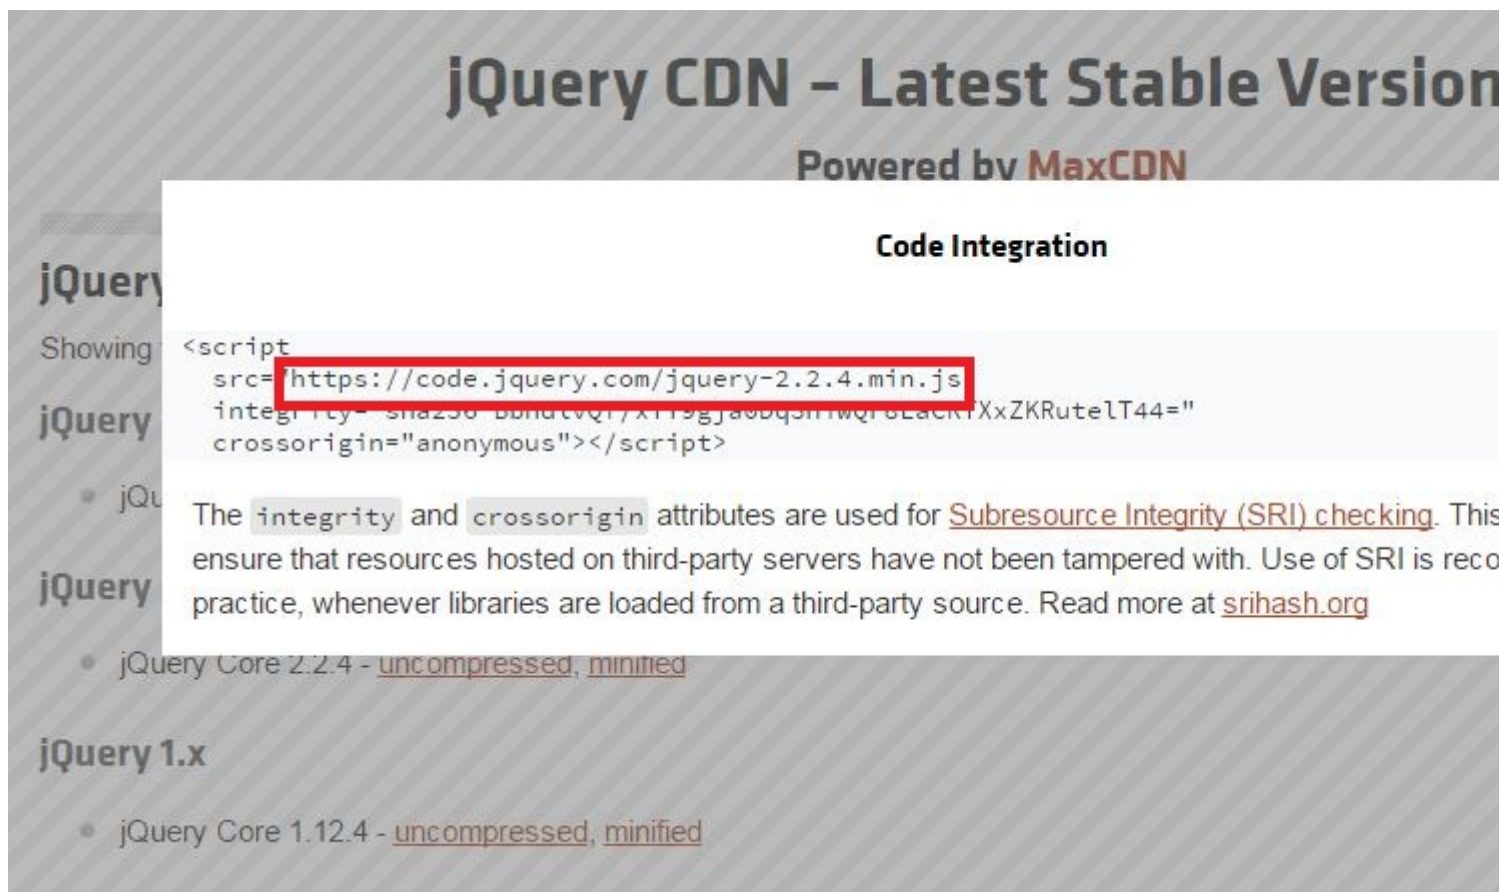 jQuery CDN – Latest Stable Version
Powered by MaxCDN
Code Integration
jQuery
Showing
<script
src="https://code.jquery.com/jquery-2.2.4.min.js
XxZKRutelT44="
crossorigin="anonymous"></script>
jQuery
jQu
The integrity and crossorigin attributes are used for Subresource Integrity (SRI) checking. This
ensure that resources hosted on third-party servers have not been tampered with. Use of SRI is reco
jQuery
practice, whenever libraries are loaded from a third-party source. Read more at srihash.org
jQuery Core 2.2.4 - uncompressed, minified
jQuery 1.x
jQuery Core 1.12.4 - uncompressed, minified